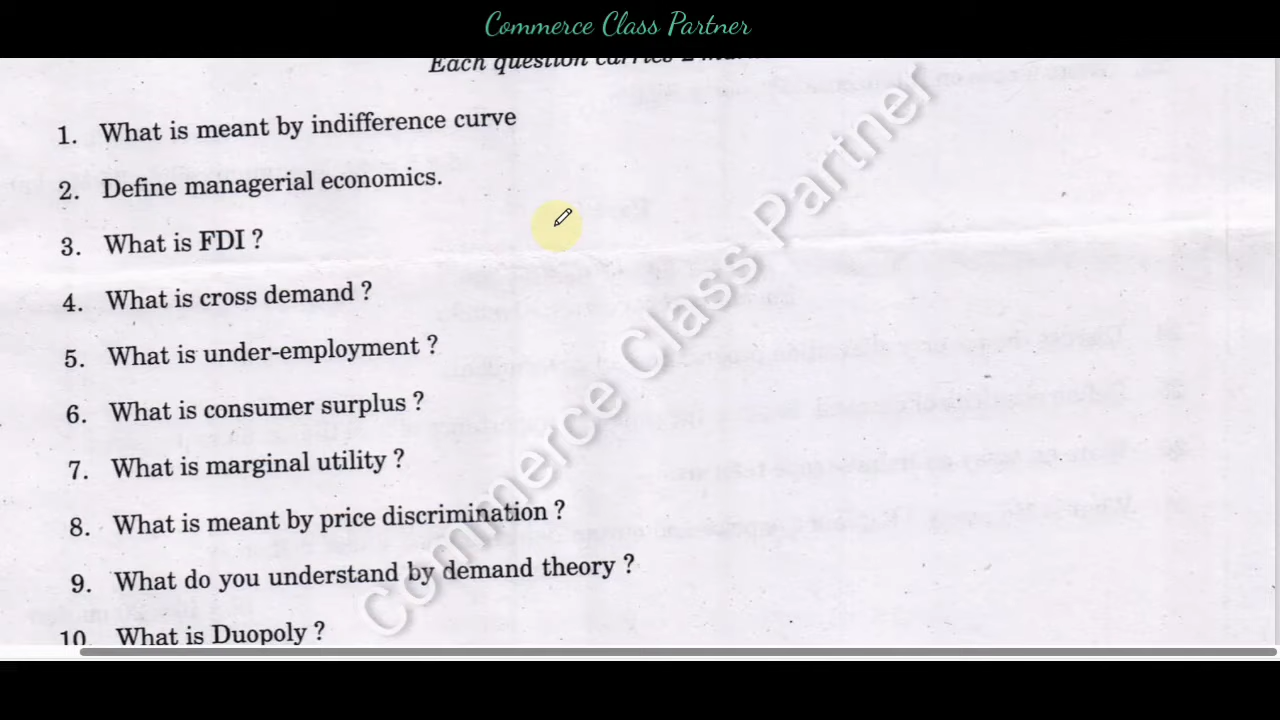 Commerce Class Partner
Each question carries 2
1. What is meant by indifference curve
2. Define managerial economics.
3. What is FDI ?
4. What is cross demand ?
5. What is under-employment ?
6. What is consumer surplus ?
7. What is marginal utility ?
8. What is meant by price discrimination ?
9. What do you understand by demand theory ?
10. What is Duopoly ?
Commerce Class Partner